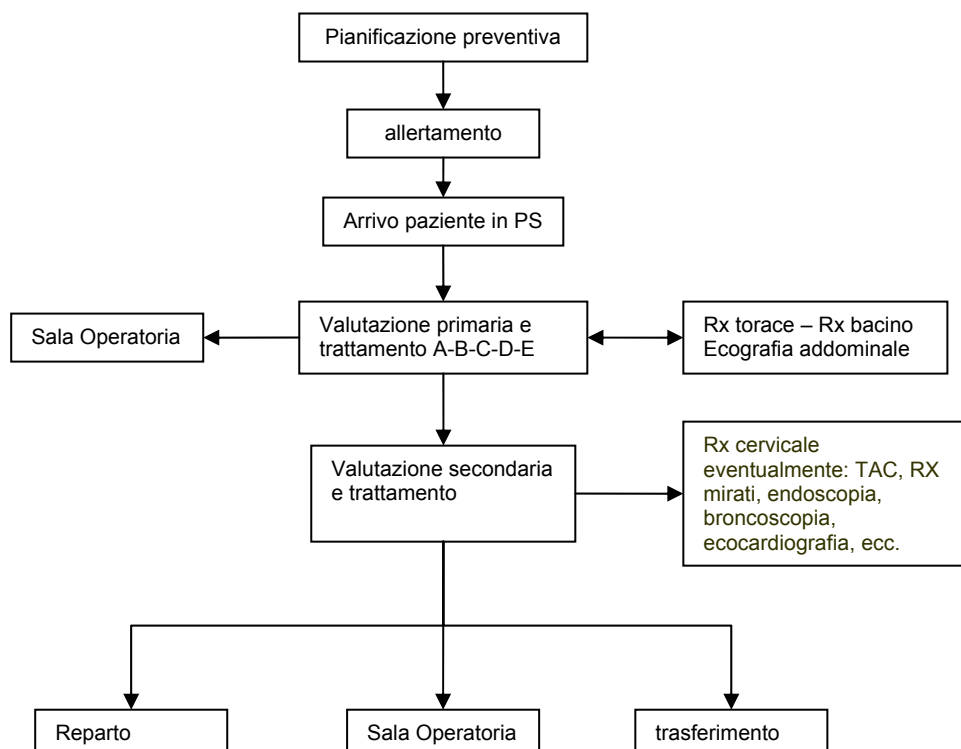 Pianificazione preventiva
allertamento
Arrivo paziente in PS
Sala Operatoria
Valutazione primaria e
trattamento A-B-C-D-E
Rx torace – Rx bacino
Ecografia addominale
Valutazione secondaria
e trattamento
Rx cervicale
eventualmente: TAC, RX
mirati, endoscopia,
broncoscopia,
ecocardiografia, ecc.
Reparto
Sala Operatoria
trasferimento